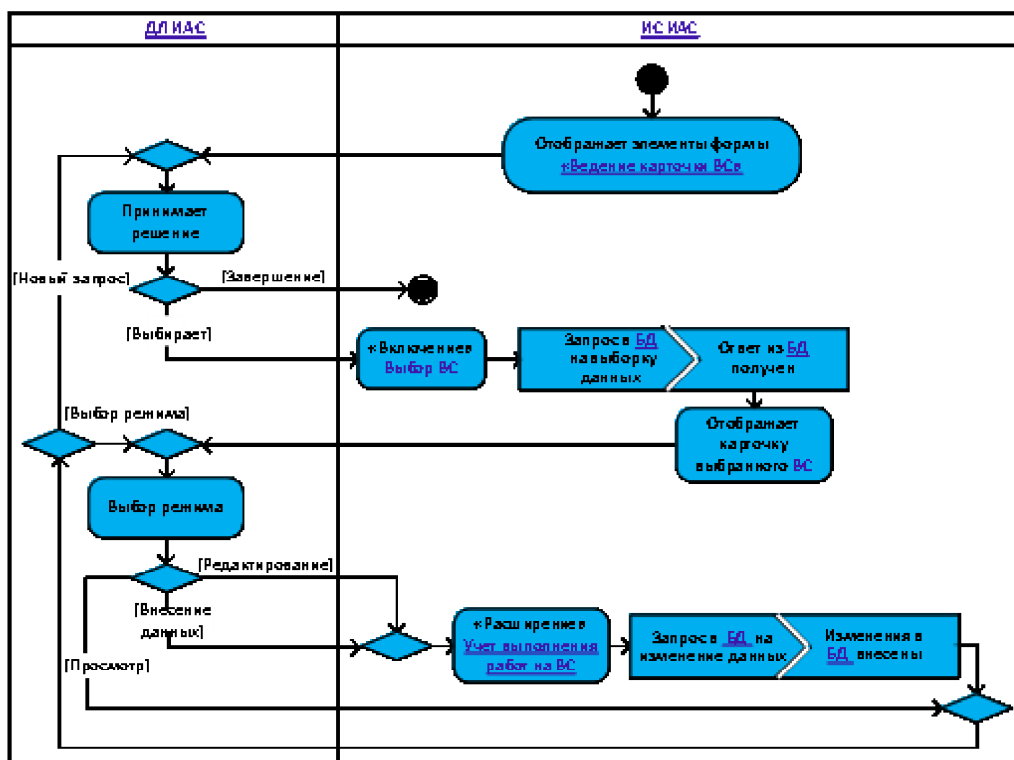 ДЛ ИАС
ИС ИАС
Отображает элементы формы
«Ведение карточки ВС»
Принимает
решение
[Новый запрос]
[Завершение]
[Выбирает]
«Включение»
Выбор ВС
Запрос в БД
на выборку
данных
Ответ из БД
получен
[Выбор режима]
Отображает
карточку
выбранного ВС
Выбор режима
[Редактирование]
[Внесение
данных]
[Просмотр]
«Расширение»
Учет выполнения
работ на ВС
Запрос в БД на
изменение данных
Изменения в
БД внесены